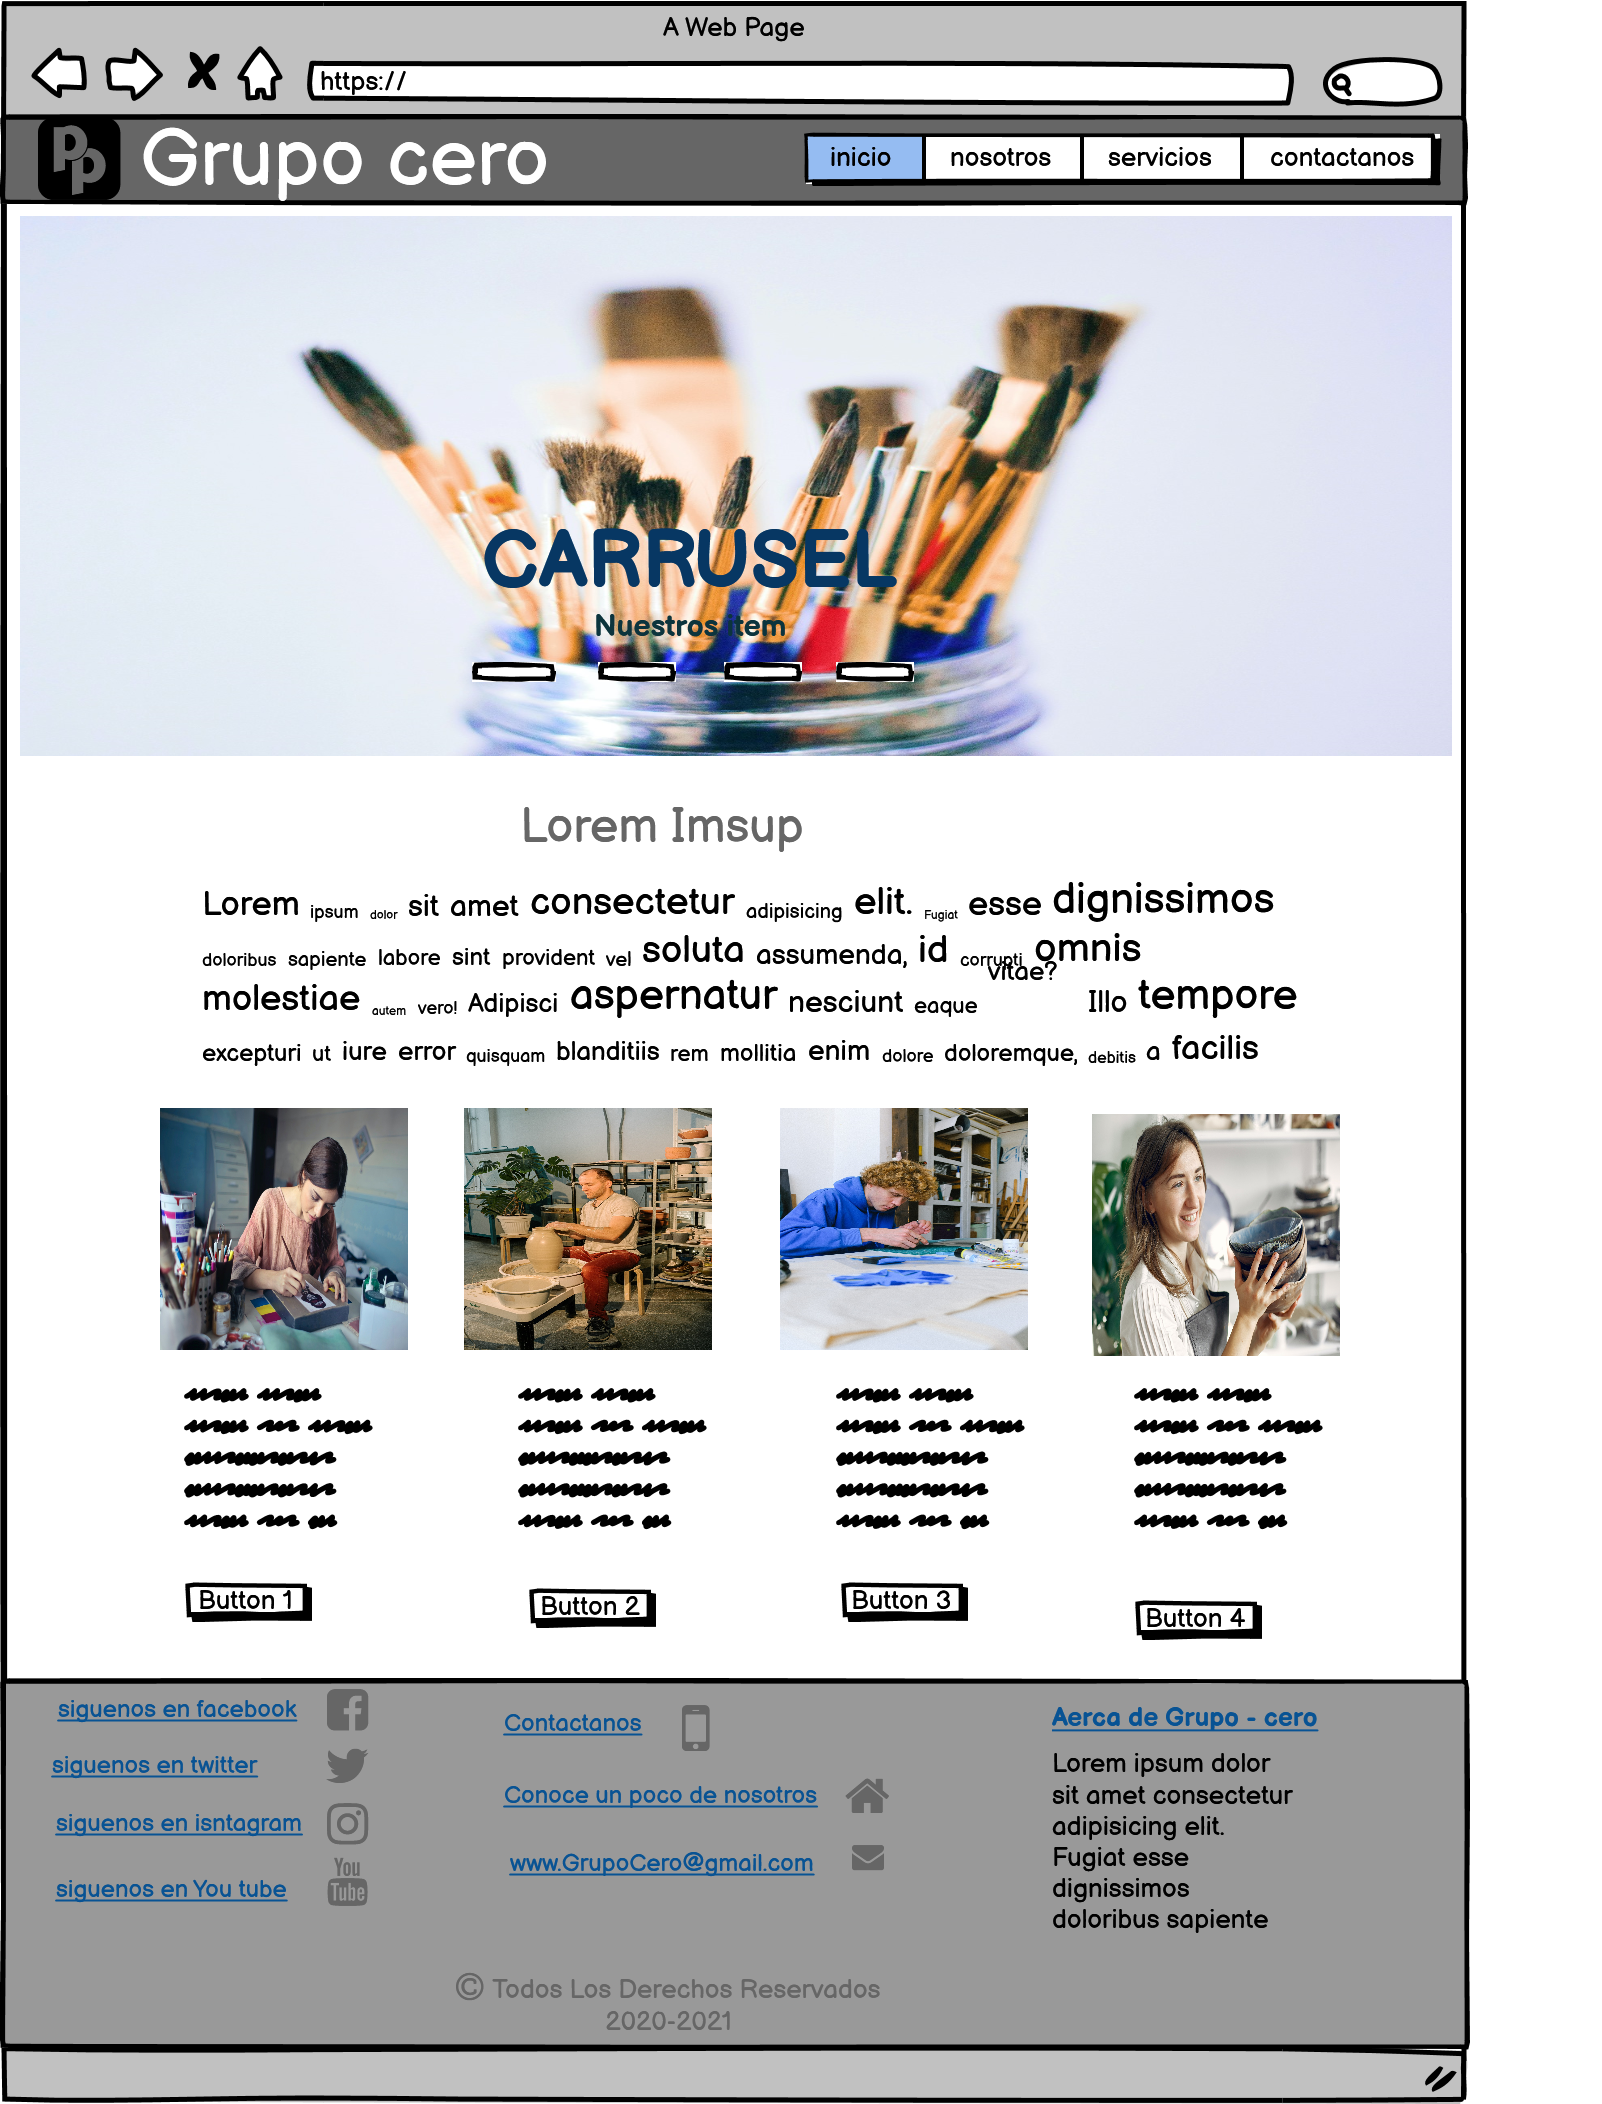 A Web Page
https://
Grupo cero
inicio nosotros servicios contactanos
CARRUSEL
Nuestros item
Lorem Imsup
Lorem ipsum dolor sit amet consectetur adipisicing elit. Fugiat esse dignissimos
doloribus sapiente labore sint provident vel soluta assumenda, id corrupti omnis
vitae?
molestiae autem vero! Adipisci aspernatur nesciunt eaque Illo tempore
excepturi ut iure error quisquam blanditiis rem mollitia enim dolore doloremque, debitis a facilis
Button 1
Button 2
Button 3
Button 4
siguenos en facebook
siguenos en twitter
siguenos en isntagram
siguenos en You tube
You
Tube
Contactanos
Conoce un poco de nosotros
www.GrupoCero@gmail.com
Aerca de Grupo - cero
Lorem ipsum dolor
sit amet consectetur
adipisicing elit.
Fugiat esse
dignissimos
doloribus sapiente
© Todos Los Derechos Reservados
2020-2021